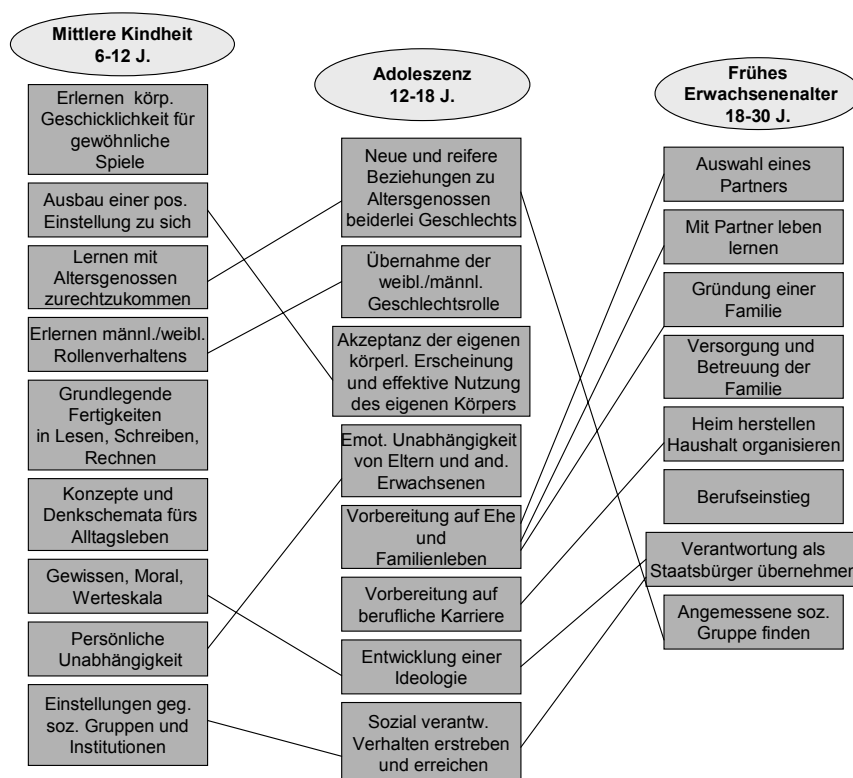 Mittlere Kindheit
6-12 J.
Erlernen körp.
Geschicklichkeit für
gewöhnliche
Spiele
Ausbau einer pos.
Einstellung zu sich
Lernen mit
Altersgenossen
zurechtzukommen
Erlernen männl./weibl.
Rollenverhaltens
Grundlegende
Fertigkeiten
in Lesen, Schreiben,
Rechnen
Konzepte und
Denkschemata fürs
Alltagsleben
Gewissen, Moral,
Werteskala
Persönliche
Unabhängigkeit
Einstellungen geg.
soz. Gruppen und
Institutionen
Adoleszenz
12-18 J.
Neue und reifere
Beziehungen zu
Altersgenossen
beiderlei Geschlechts
Übernahme der
weibl./männl.
Geschlechtsrolle
Akzeptanz der eigenen
körperl. Erscheinung
und effektive Nutzung
des eigenen Körpers
Emot. Unabhängigkeit
von Eltern und and.
Erwachsenen
Vorbereitung auf Ehe
und
Familienleben
Vorbereitung auf
berufliche Karriere
Entwicklung einer
Ideologie
Sozial verantw.
Verhalten erstreben
und erreichen
Frühes
Erwachsenenalter
18-30 J.
Auswahl eines
Partners
Mit Partner leben
lernen
Gründung einer
Familie
Versorgung und
Betreuung der
Familie
Heim herstellen
Haushalt organisieren
Berufseinstieg
Verantwortung als
Staatsbürger übernehmen
Angemessene soz.
Gruppe finden